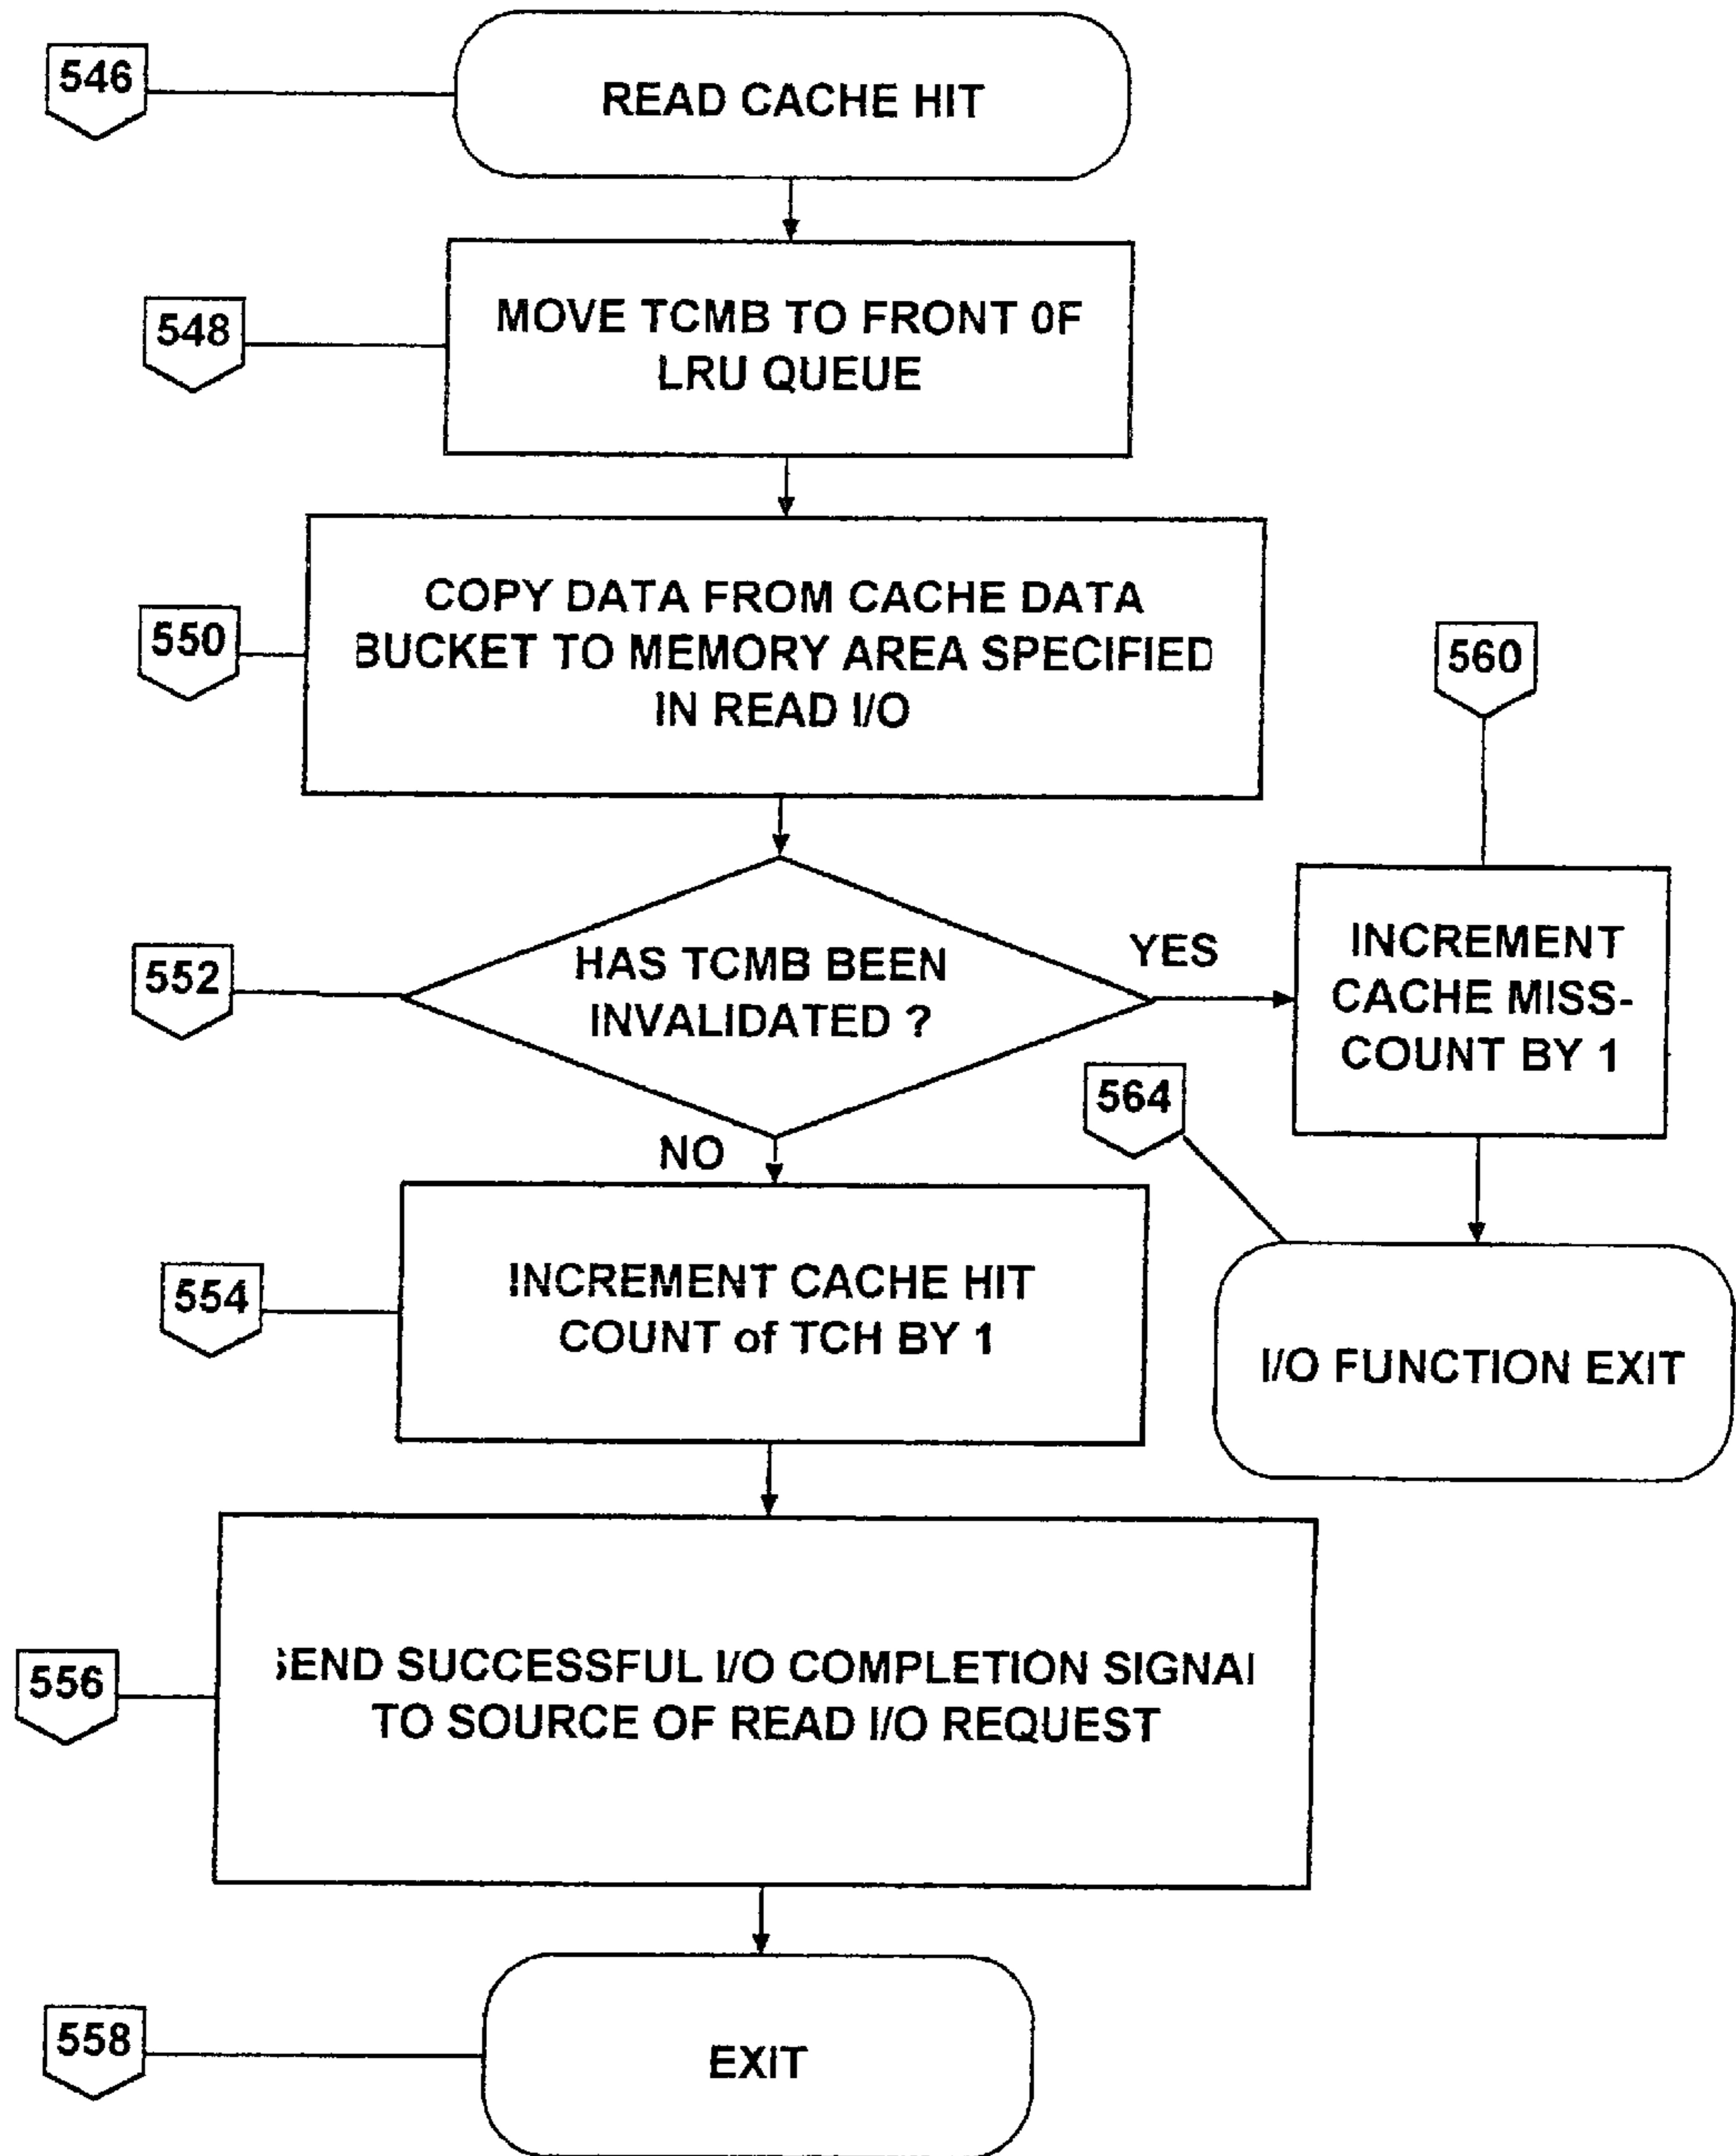 546
READ CACHE HIT
548
MOVE TCMB TO FRONT 0F
LRU QUEUE
550
COPY DATA FROM CACHE DATA
BUCKET TO MEMORY AREA SPECIFIED
IN READ I/O
560
552
HAS TCMB BEEN
INVALIDATED ?
YES
INCREMENT
CACHE MISS-
COUNT BY 1
NO
564
554
INCREMENT CACHE HIT
COUNT of TCH BY 1
I/O FUNCTION EXIT
556
SEND SUCCESSFUL I/O COMPLETION SIGNAL
TO SOURCE OF READ I/O REQUEST
558
EXIT